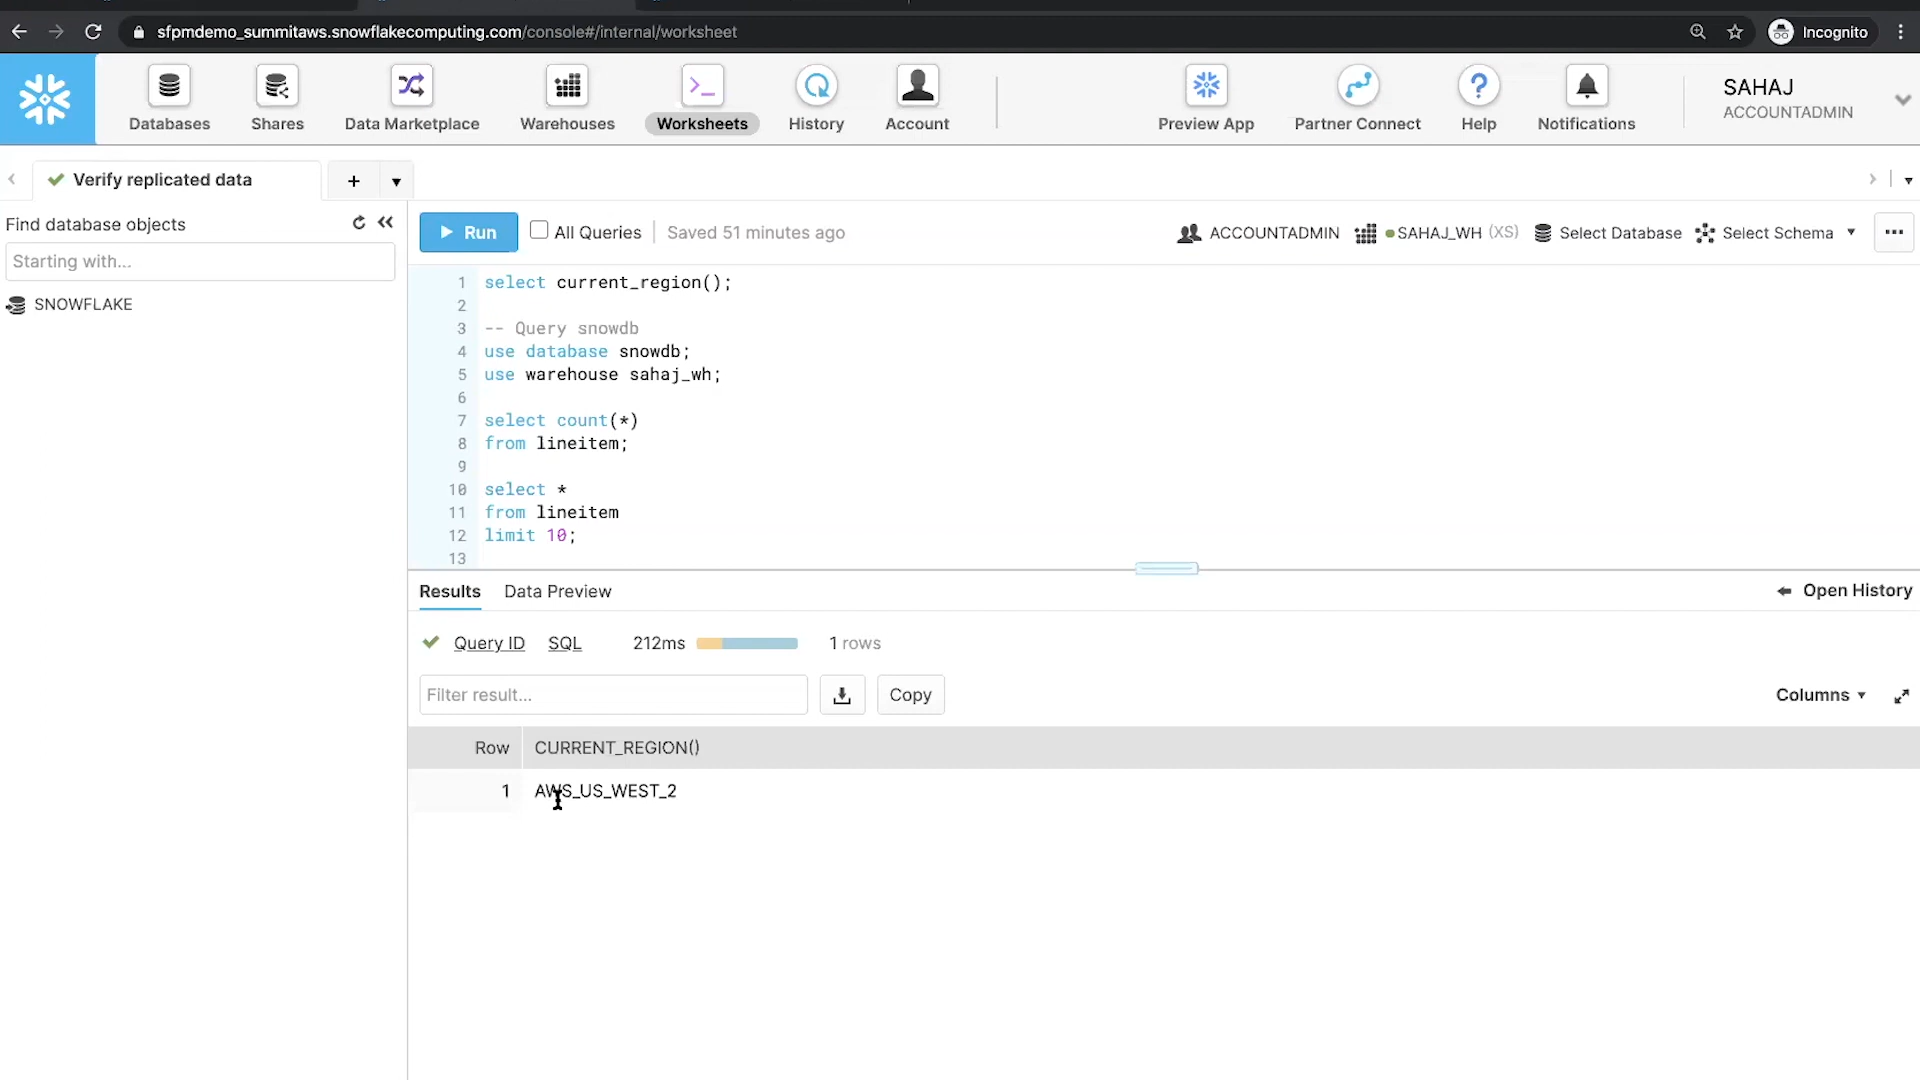 sfpmdemo_summitaws.snowflakecomputing.com/console#/internal/worksheet
Incognito
Databases
Shares
Data Marketplace
Warehouses
Worksheets
History
Account
Preview App
Partner Connect
Help
Notifications
SAHAJ
ACCOUNTADMIN
Verify replicated data
Find database objects
Starting with...
SNOWFLAKE
Run
All Queries
Saved 51 minutes ago
ACCOUNTADMIN
SAHAJ_WH (XS)
Select Database
Select Schema
1 select current_region();
2
3 -- Query snowdb
4 use database snowdb;
5 use warehouse sahaj_wh;
6
7 select count(*)
8 from lineitem;
9
10 select *
11 from lineitem
12 limit 10;
13
Results
Data Preview
Open History
Query ID
SQL
212ms
1 rows
Filter result...
Copy
Columns
Row CURRENT_REGION()
1 AWS_US_WEST_2